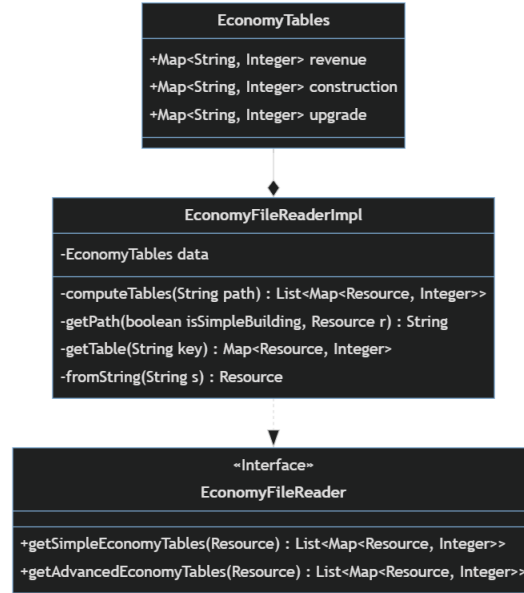 EconomyTables
+Map<String, Integer> revenue
+Map<String, Integer> construction
+Map<String, Integer> upgrade
EconomyFileReaderImpl
-EconomyTables data
-computeTables(String path) : List<Map<Resource, Integer>>
-getPath(boolean isSimpleBuilding, Resource r) : String
-getTable(String key) : Map<Resource, Integer>
-fromString(String s) : Resource
«Interface»
EconomyFileReader
+getSimpleEconomyTables(Resource) : List<Map<Resource, Integer>>
+getAdvancedEconomyTables(Resource) : List<Map<Resource, Integer>>